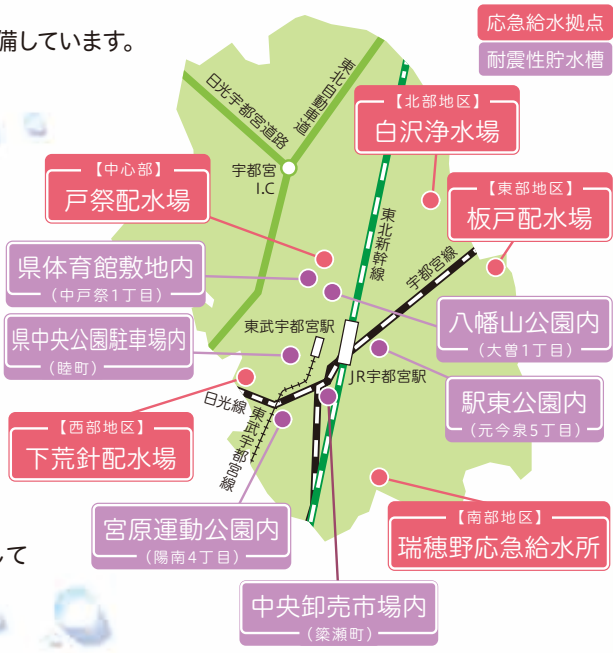 備しています。
応急給水拠点
耐震性貯水槽
東北自動車道
日光宇都宮道路
【北部地区】
白沢浄水場
宇都宮
I.C
【中心部】
戸祭配水場
【東部地区】
板戸配水場
東北新幹線
宇都宮線
県体育館敷地内
（中戸祭1丁目）
八幡山公園内
（大曽1丁目）
県中央公園駐車場内
（睦町）
東武宇都宮駅
JR宇都宮駅
駅東公園内
（元今泉5丁目）
日光線
東武宇都宮線
【西部地区】
下荒針配水場
宮原運動公園内
（陽南4丁目）
【南部地区】
瑞穂野応急給水所
して
中央卸売市場内
（簗瀬町）